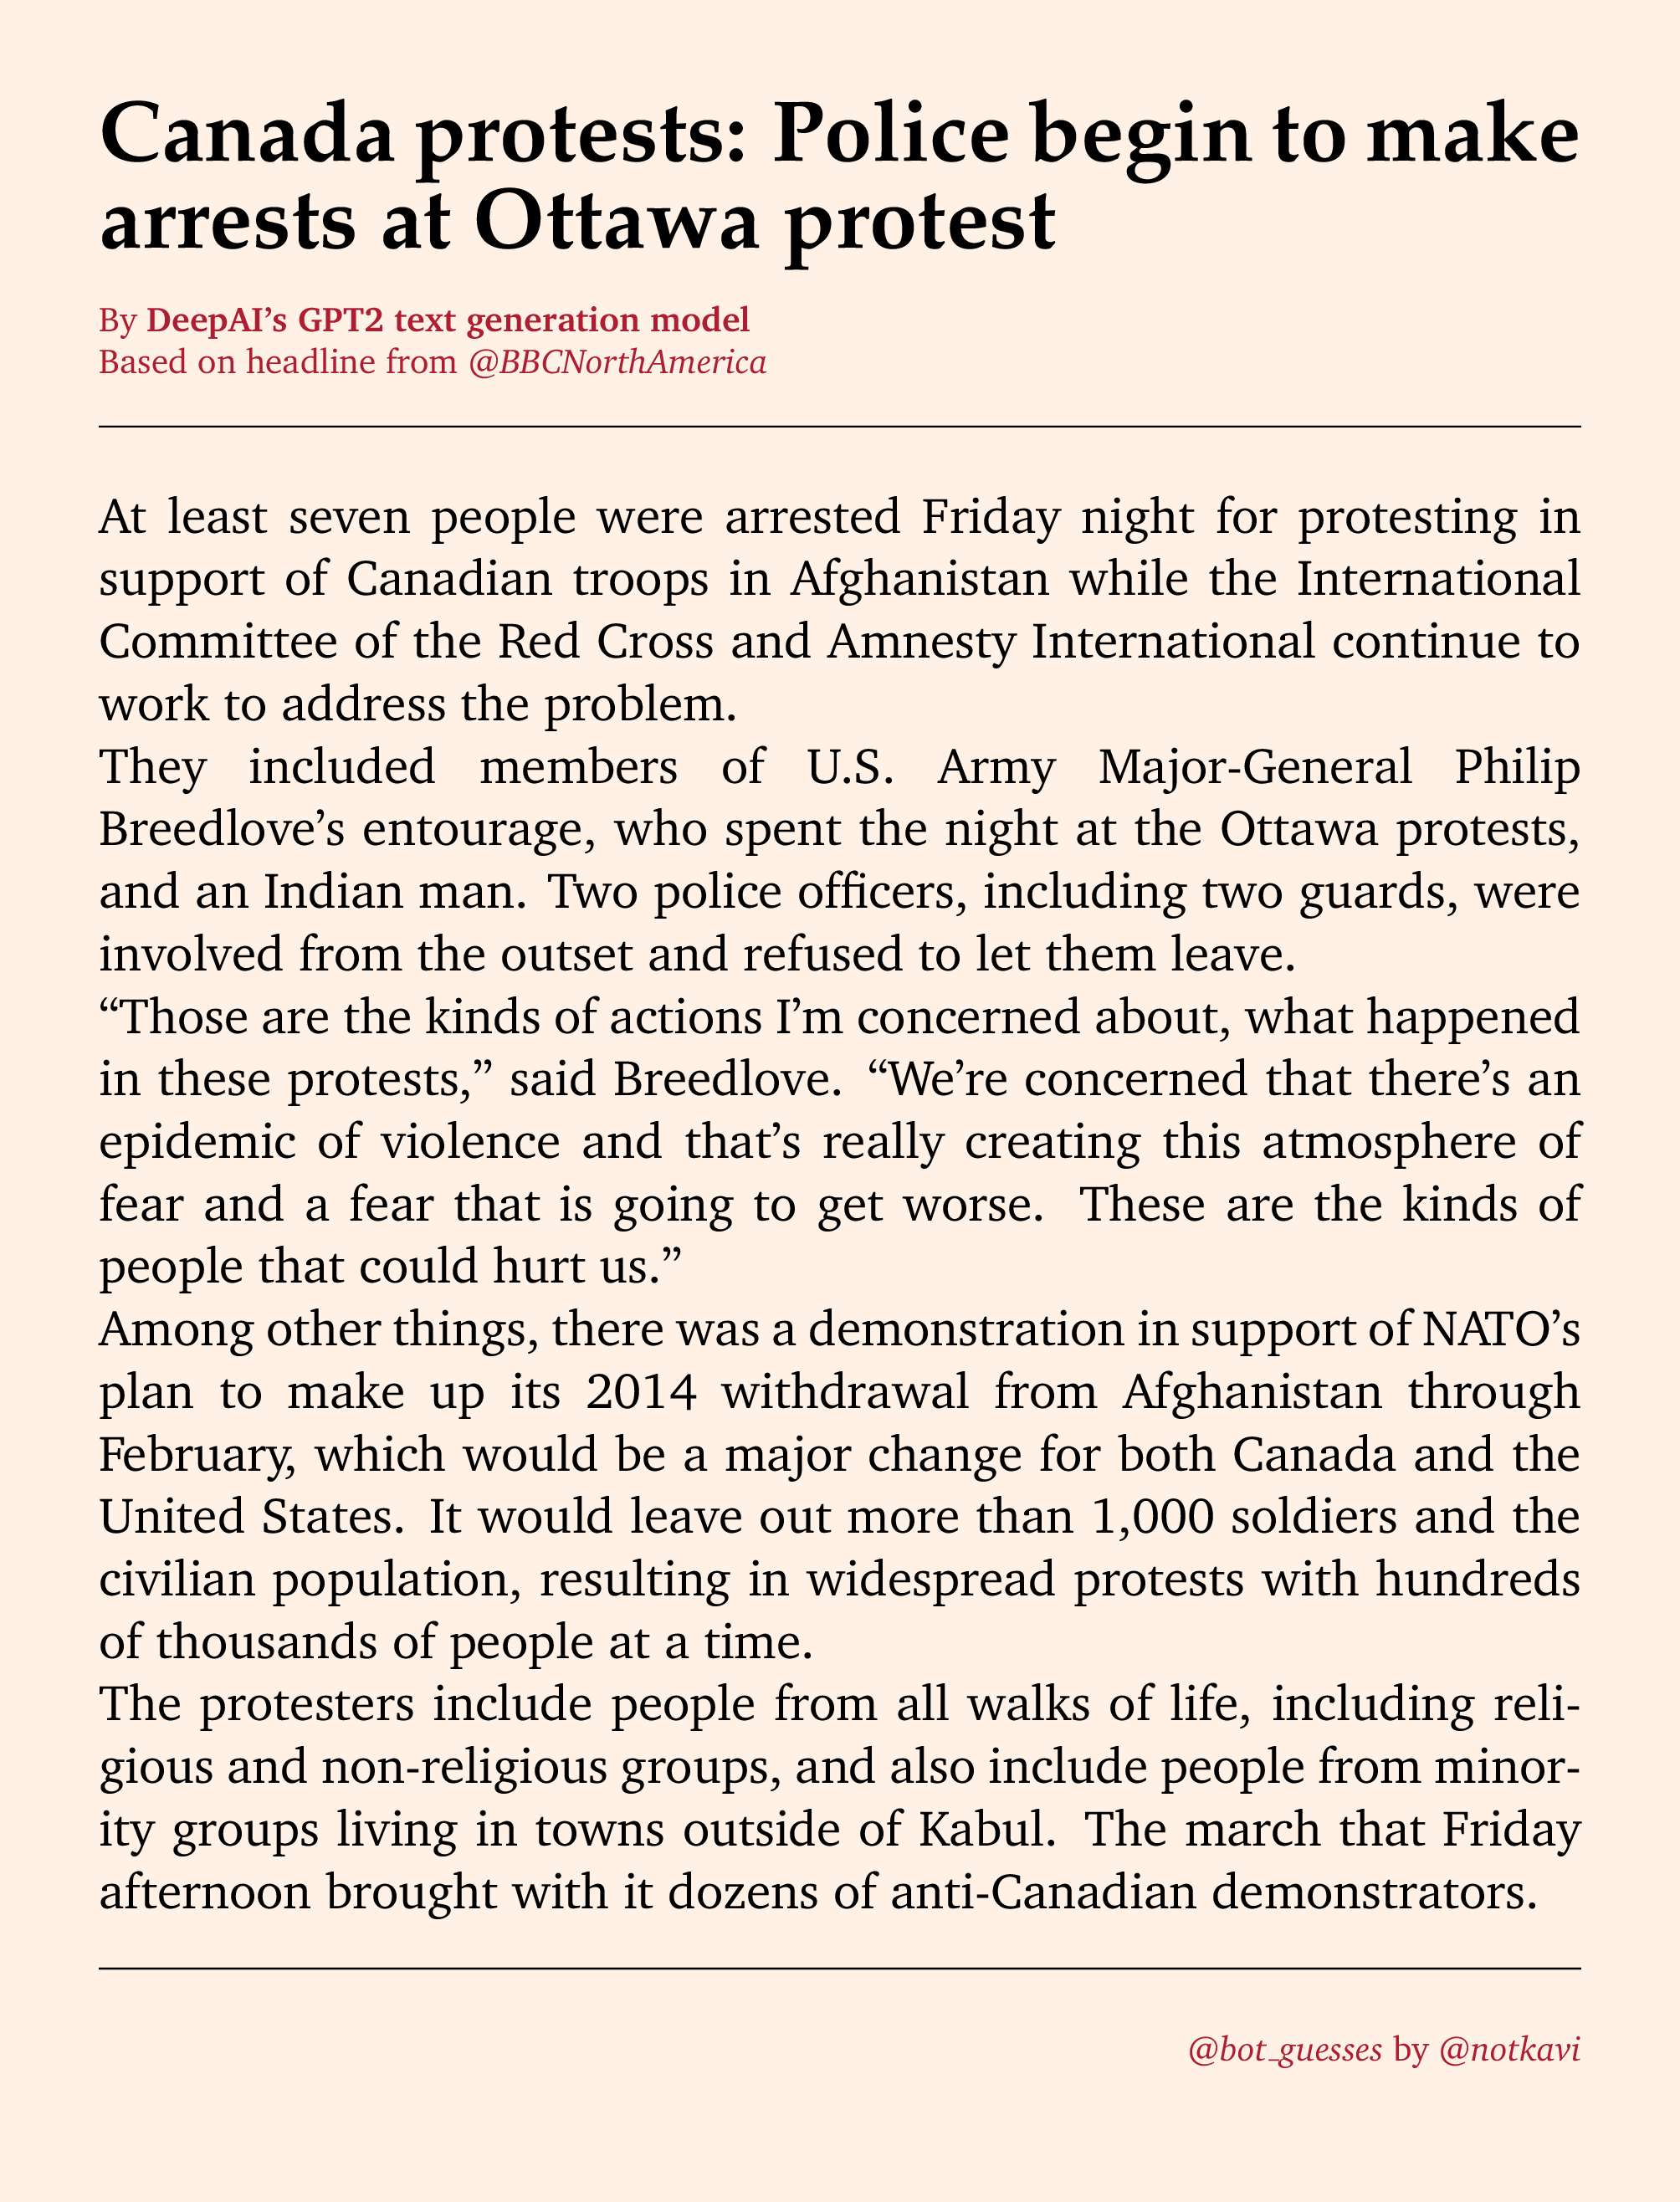 Canada protests: Police begin to make
arrests at Ottawa protest
By DeepAI’s GPT2 text generation model
Based on headline from @BBCNorthAmerica
At least seven people were arrested Friday night for protesting in
support of Canadian troops in Afghanistan while the International
Committee of the Red Cross and Amnesty International continue to
work to address the problem.
They included members of U.S. Army Major-General Philip
Breedlove’s entourage, who spent the night at the Ottawa protests,
and an Indian man. Two police officers, including two guards, were
involved from the outset and refused to let them leave.
“Those are the kinds of actions I’m concerned about, what happened
in these protests,” said Breedlove. “We’re concerned that there’s an
epidemic of violence and that’s really creating this atmosphere of
fear and a fear that is going to get worse. These are the kinds of
people that could hurt us.”
Among other things, there was a demonstration in support of NATO’s
plan to make up its 2014 withdrawal from Afghanistan through
February, which would be a major change for both Canada and the
United States. It would leave out more than 1,000 soldiers and the
civilian population, resulting in widespread protests with hundreds
of thousands of people at a time.
The protesters include people from all walks of life, including reli-
gious and non-religious groups, and also include people from minor-
ity groups living in towns outside of Kabul. The march that Friday
afternoon brought with it dozens of anti-Canadian demonstrators.
@bot_guesses by @notkavi